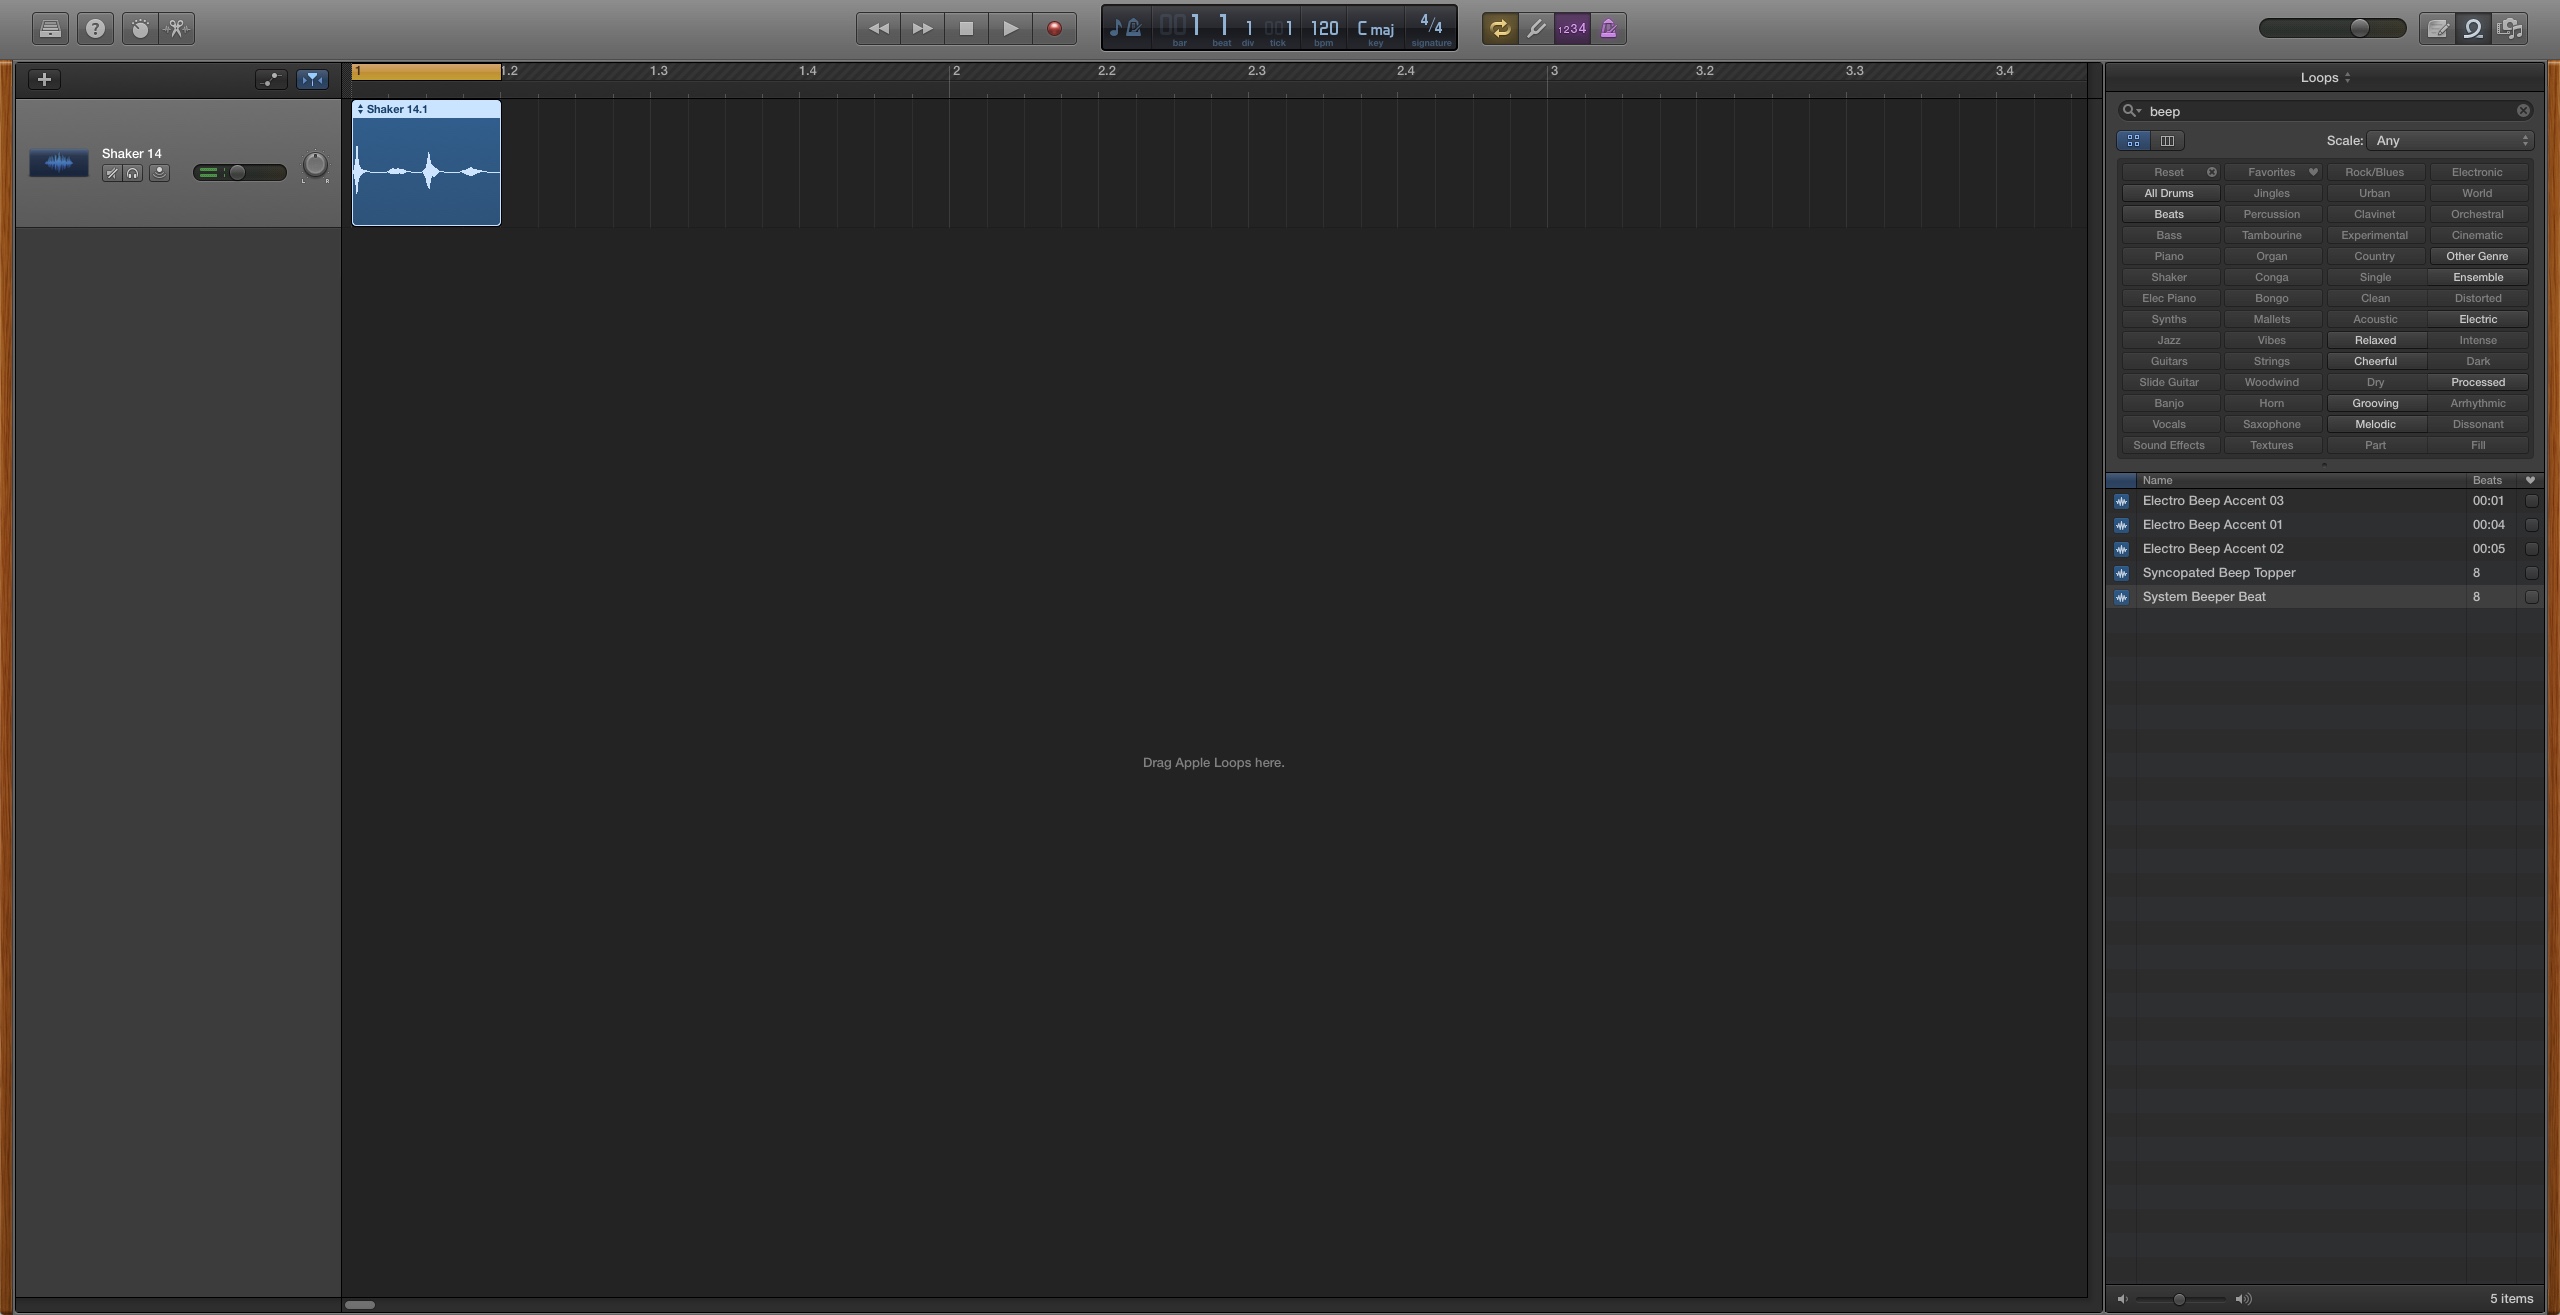 001 1 1 001 120 C maj 4/4
bar beat div tick bpm key signature
1234
1 1.2 1.3 1.4 2 2.2 2.3 2.4 3 3.2 3.3 3.4
Shaker 14.1
Shaker 14
L R
Drag Apple Loops here.
Loops
beep
Scale: Any
Reset Favorites Rock/Blues Electronic
All Drums Jingles Urban World
Beats Percussion Clavinet Orchestral
Bass Tambourine Experimental Cinematic
Piano Organ Country Other Genre
Shaker Conga Single Ensemble
Elec Piano Bongo Clean Distorted
Synths Mallets Acoustic Electric
Jazz Vibes Relaxed Intense
Guitars Strings Cheerful Dark
Slide Guitar Woodwind Dry Processed
Banjo Horn Grooving Arrhythmic
Vocals Saxophone Melodic Dissonant
Sound Effects Textures Part Fill
Name Beats
Electro Beep Accent 03 00:01
Electro Beep Accent 01 00:04
Electro Beep Accent 02 00:05
Syncopated Beep Topper 8
System Beeper Beat 8
5 items